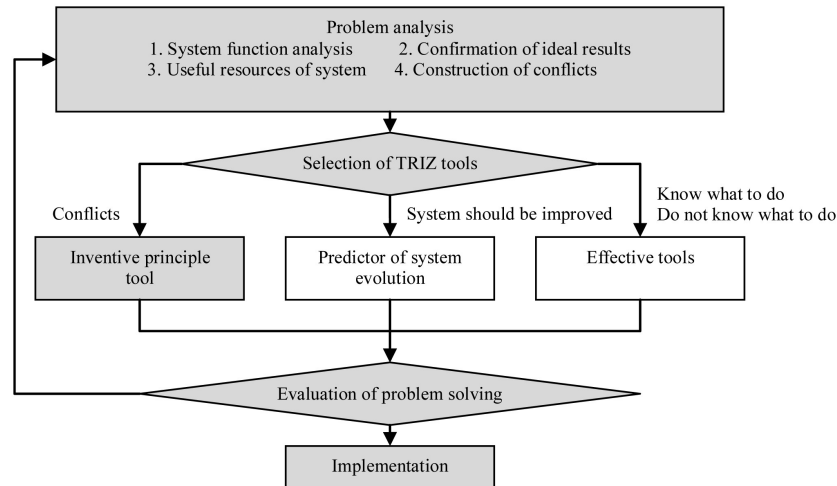 Problem analysis
1. System function analysis 2. Confirmation of ideal results
3. Useful resources of system 4. Construction of conflicts
Selection of TRIZ tools
Conflicts
System should be improved
Know what to do
Do not know what to do
Inventive principle
tool
Predictor of system
evolution
Effective tools
Evaluation of problem solving
Implementation